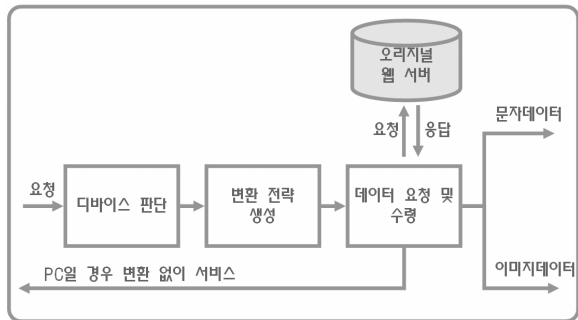 오리지널
웹 서버
요청
응답
문자데이터
요청
디바이스 판단
변환 전략
생성
데이터 요청 및
수령
PC일 경우 변환 없이 서비스
이미지데이터